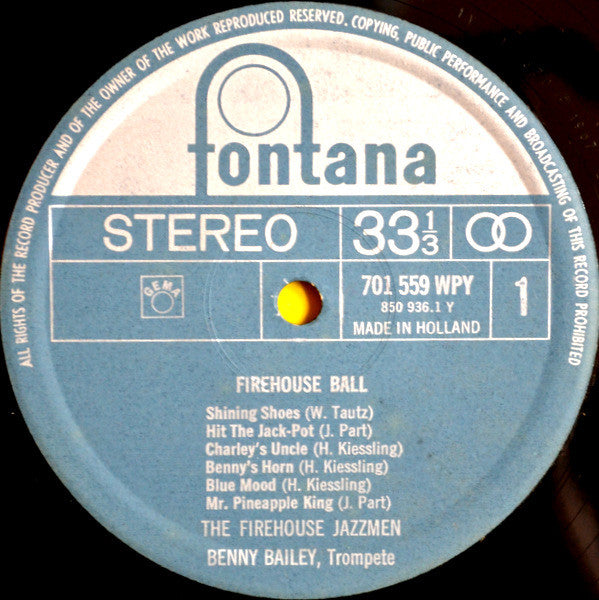 ALL RIGHTS OF THE RECORD PRODUCER AND OF THE OWNER OF THE WORK REPRODUCED RESERVED. COPYING, PUBLIC PERFORMANCE AND BROADCASTING OF THIS RECORD PROHIBITED
fontana
STEREO 33 1/3
GEMA 701 559 WPY 1
850 936.1 Y
MADE IN HOLLAND
FIREHOUSE BALL
Shining Shoes (W. Tautz)
Hit The Jack-Pot (J. Part)
Charley's Uncle (H. Kiessling)
Benny's Horn (H. Kiessling)
Blue Mood (H. Kiessling)
Mr. Pineapple King (J. Part)
THE FIREHOUSE JAZZMEN
BENNY BAILEY, Trompete